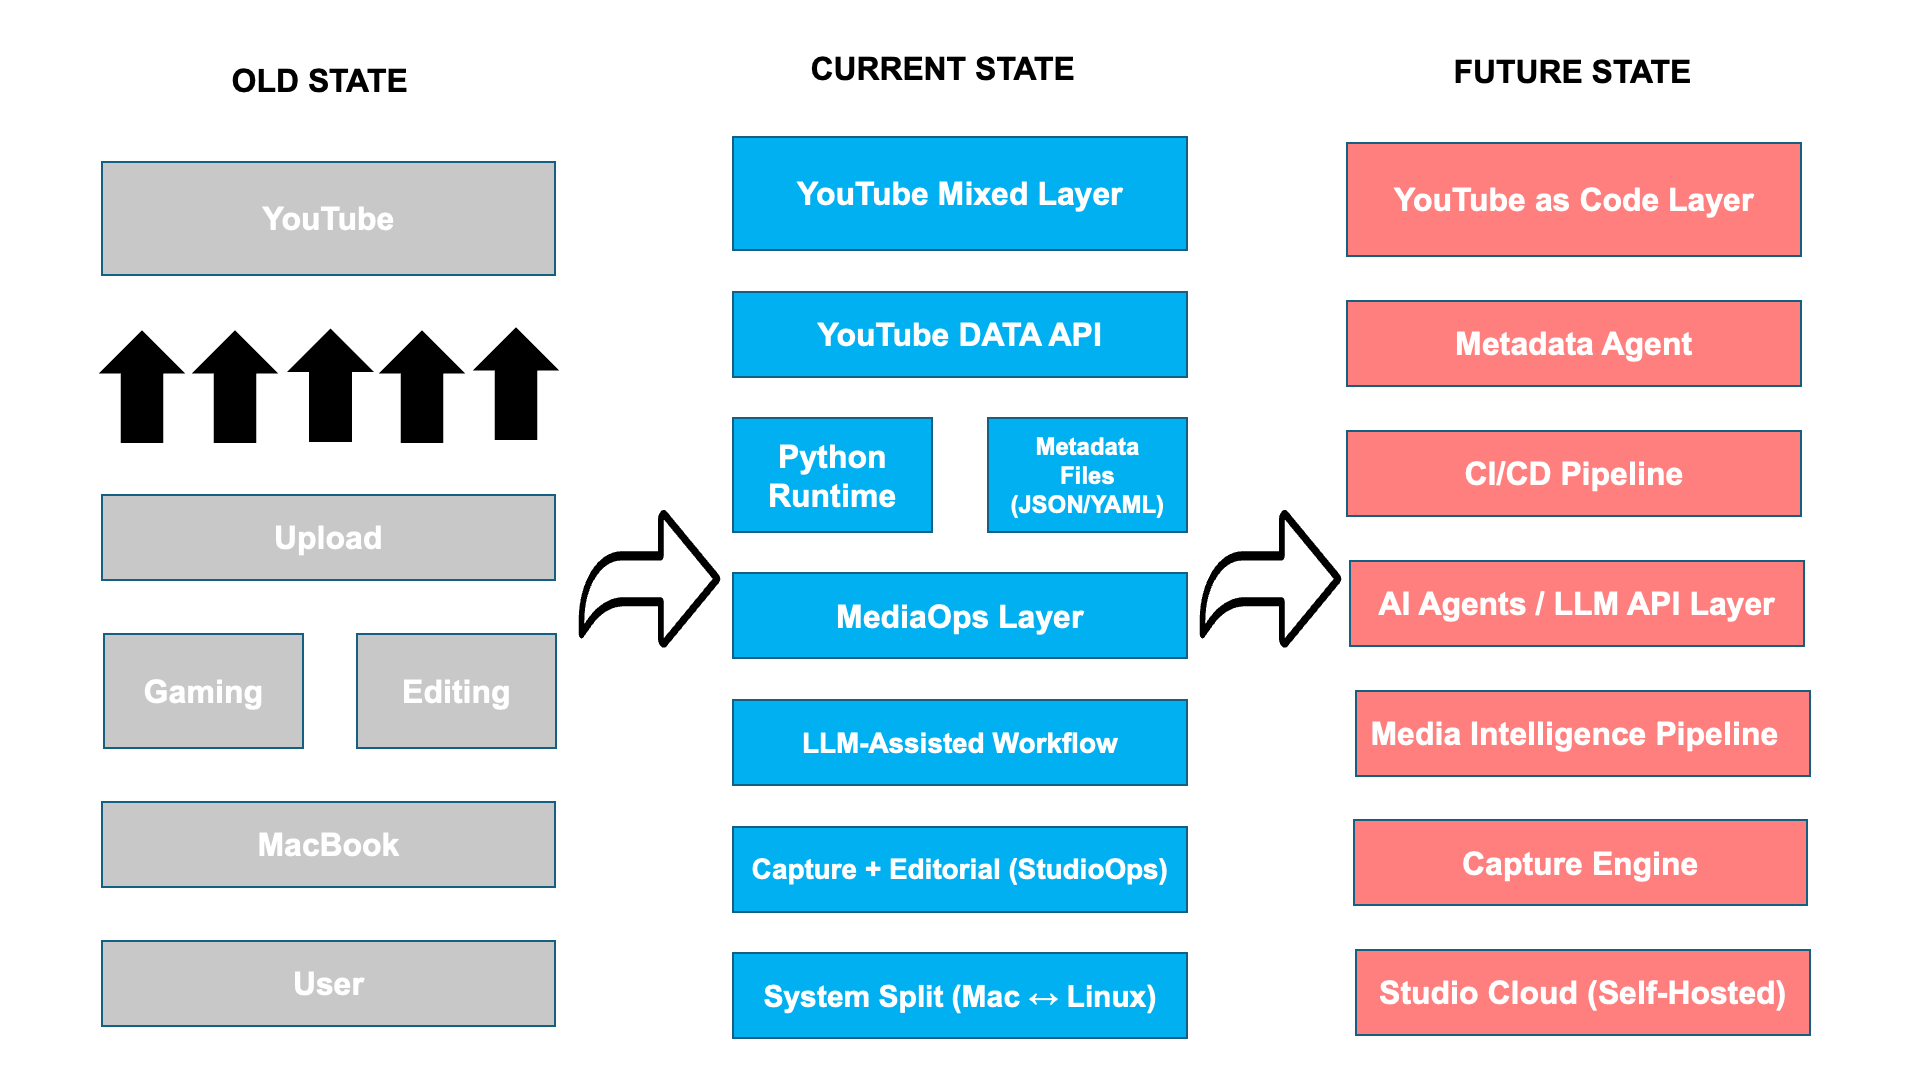 OLD STATE
YouTube
Upload
Gaming
Editing
MacBook
User
CURRENT STATE
YouTube Mixed Layer
YouTube DATA API
Python
Runtime
Metadata
Files
(JSON/YAML)
MediaOps Layer
LLM-Assisted Workflow
Capture + Editorial (StudioOps)
System Split (Mac ↔ Linux)
FUTURE STATE
YouTube as Code Layer
Metadata Agent
CI/CD Pipeline
AI Agents / LLM API Layer
Media Intelligence Pipeline
Capture Engine
Studio Cloud (Self-Hosted)